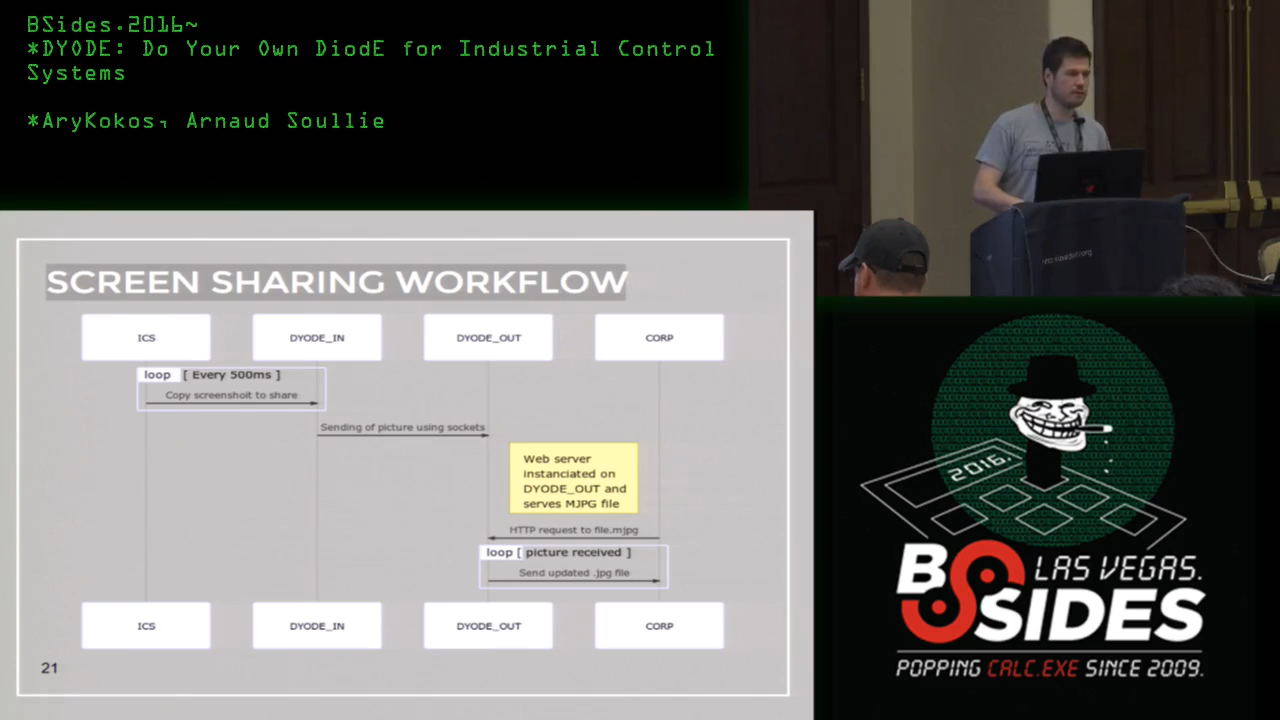 BSides.2016~
*DYODE: Do Your Own DiodE for Industrial Control
Systems
*AryKokos, Arnaud Soullie
SCREEN SHARING WORKFLOW
ICS
DYODE_IN
DYODE_OUT
CORP
loop [ Every 500ms ]
Copy screenshoit to share
Sending of picture using sockets
Web server
instanciated on
DYODE_OUT and
serves MJPG file
HTTP request to file.mjpg
loop [ picture received ]
Send updated .jpg file
ICS
DYODE_IN
DYODE_OUT
CORP
21
2016.
BSIDES
LAS VEGAS.
POPPING CALC.EXE SINCE 2009.